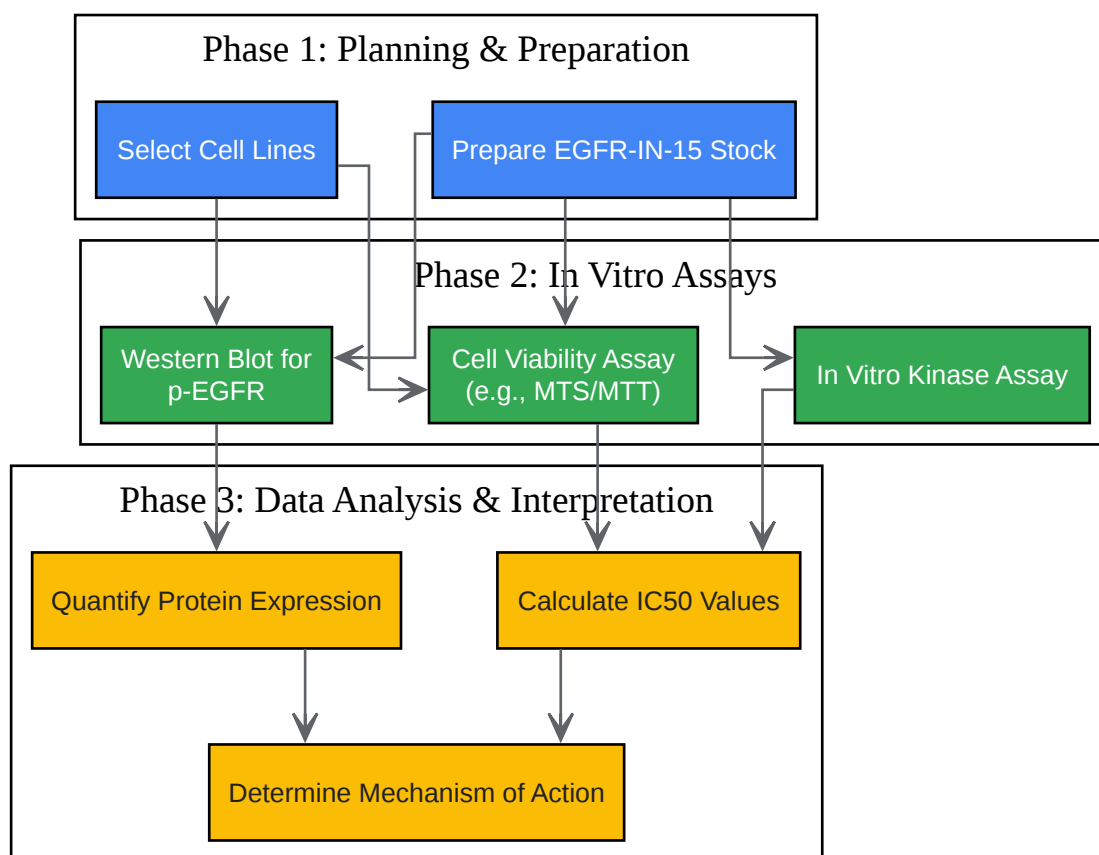 Phase 1: Planning & Preparation
Select Cell Lines
Prepare EGFR-IN-15 Stock
Phase 2: In Vitro Assays
Western Blot for
p-EGFR
Cell Viability Assay
(e.g., MTS/MTT)
In Vitro Kinase Assay
Phase 3: Data Analysis & Interpretation
Quantify Protein Expression
Calculate IC50 Values
Determine Mechanism of Action